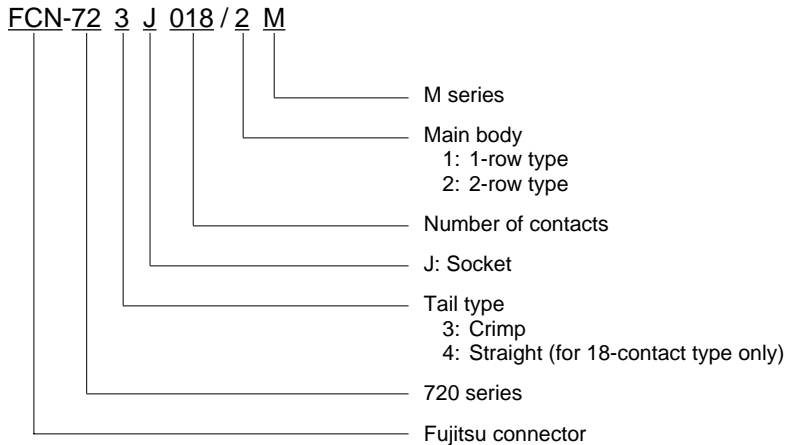 FCN-72 3 J 018 / 2 M
M series
Main body
1: 1-row type
2: 2-row type
Number of contacts
J: Socket
Tail type
3: Crimp
4: Straight (for 18-contact type only)
720 series
Fujitsu connector